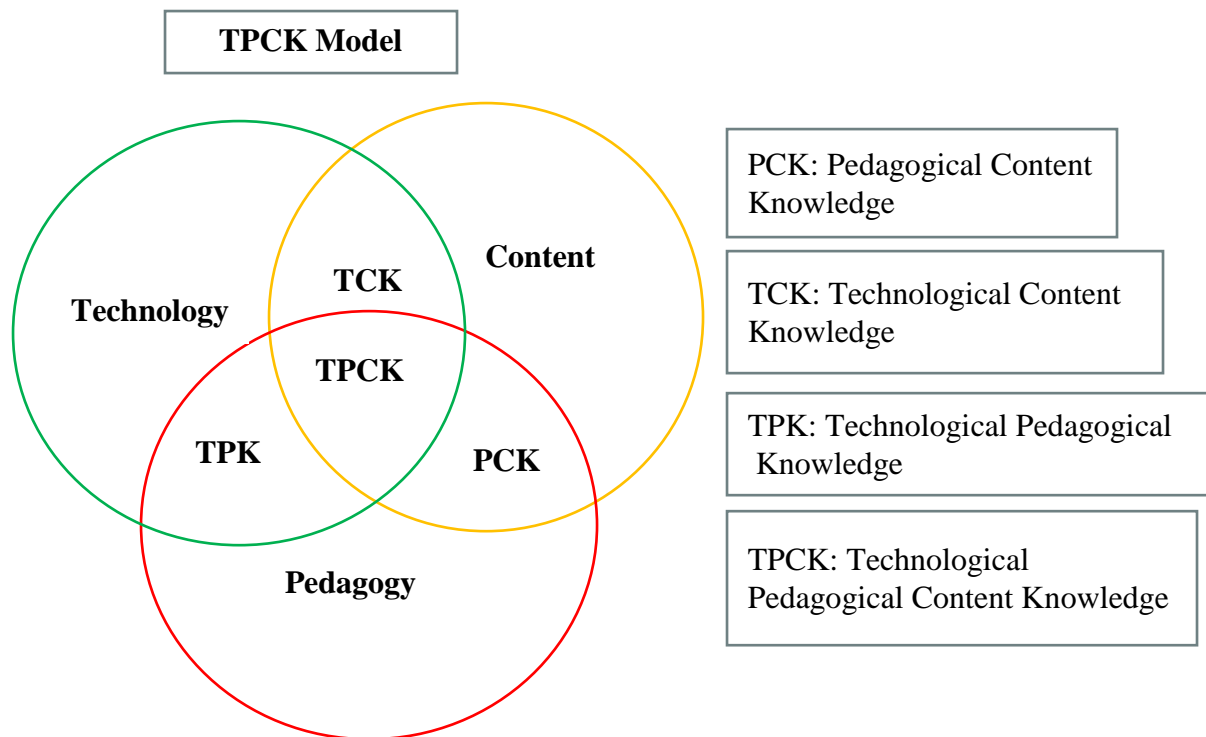 TPCK Model
Content
TCK
Technology
TPCK
TPK
PCK
Pedagogy
PCK: Pedagogical Content
Knowledge
TCK: Technological Content
Knowledge
TPK: Technological Pedagogical
Knowledge
TPCK: Technological
Pedagogical Content Knowledge